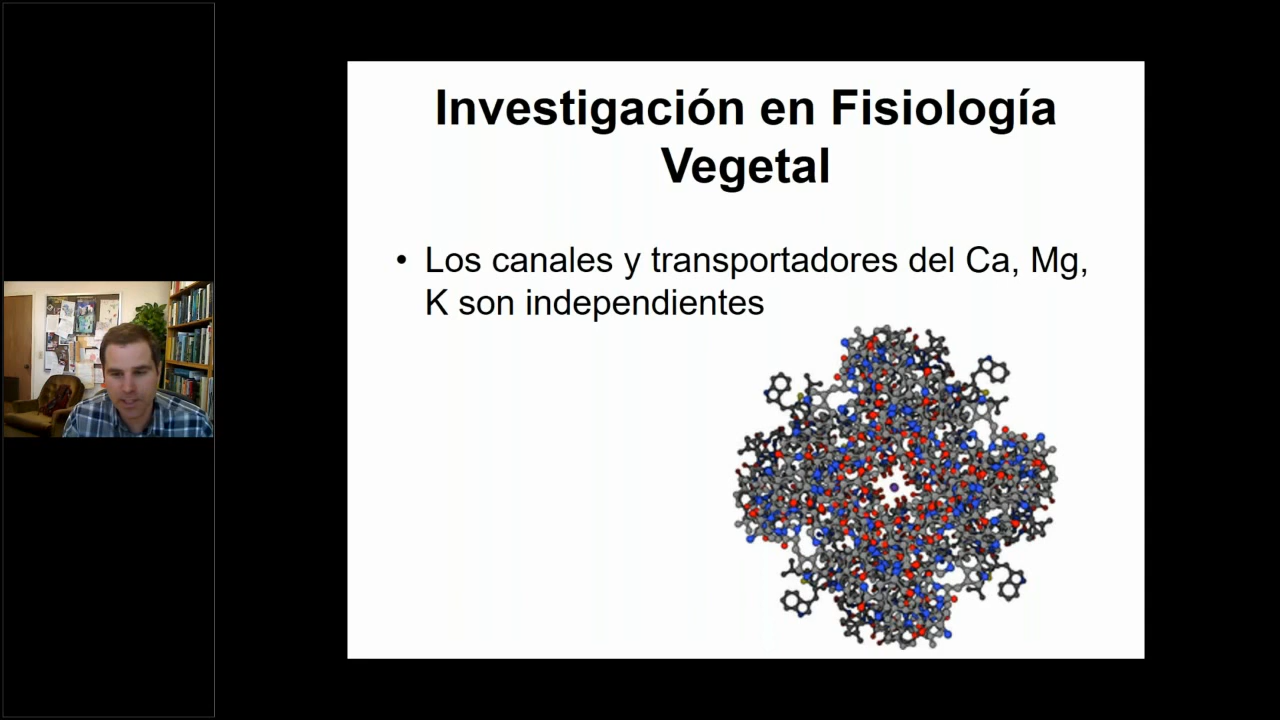 Investigación en Fisiología
Vegetal
• Los canales y transportadores del Ca, Mg,
K son independientes